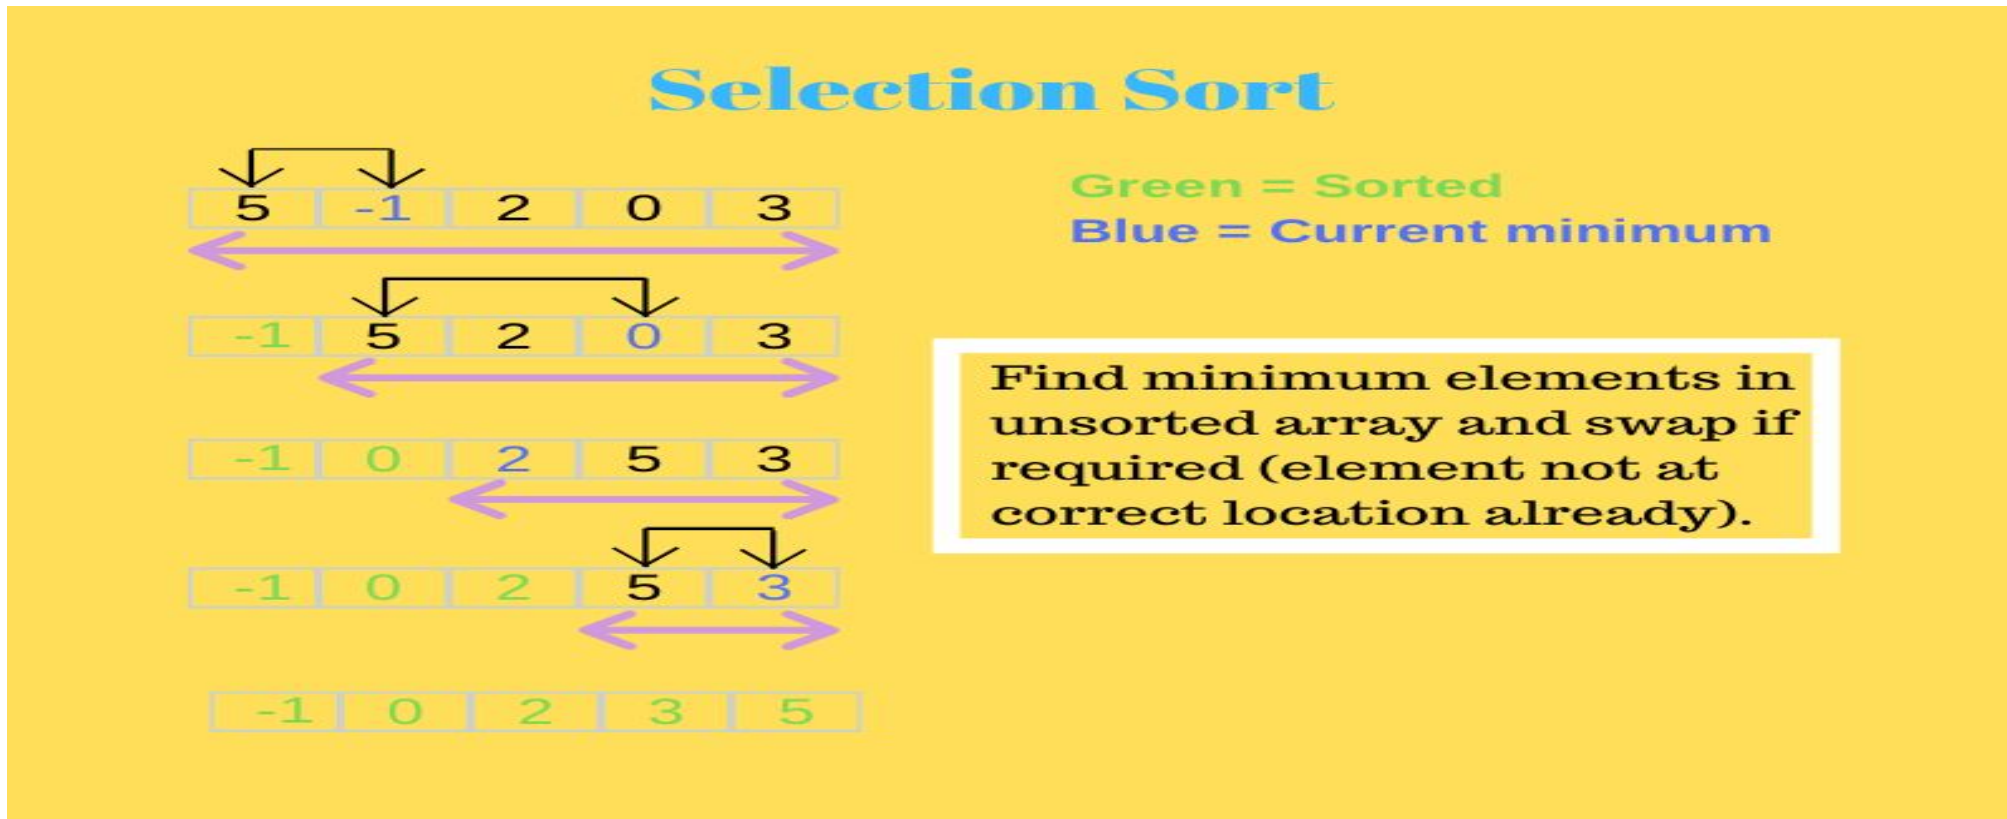 Selection Sort
5 -1 2 0 3
Green = Sorted
Blue = Current minimum
-1 5 2 0 3
Find minimum elements in
unsorted array and swap if
required (element not at
correct location already).
-1 0 2 5 3
-1 0 2 5 3
-1 0 2 3 5